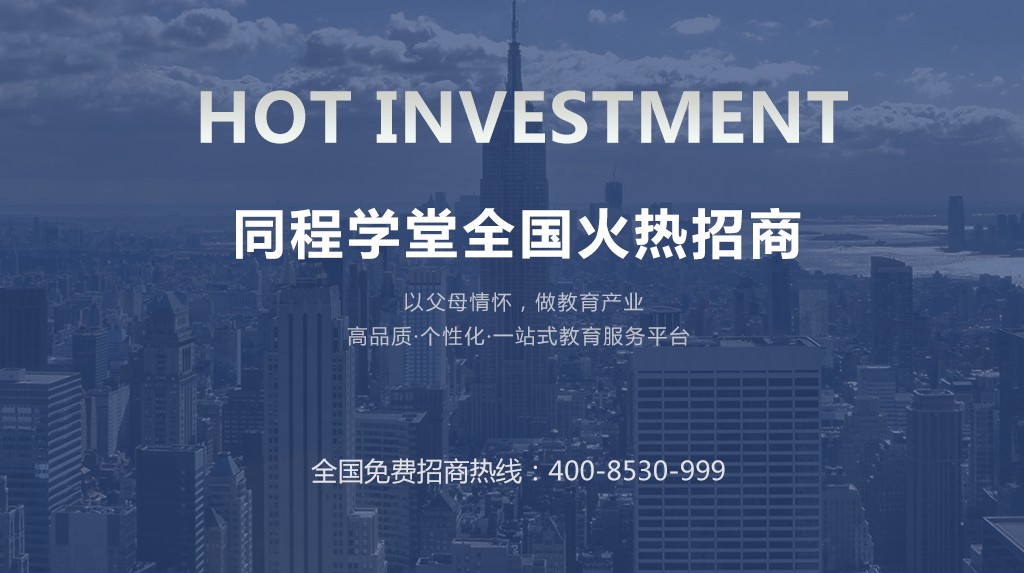 HOT INVESTMENT
同程学堂全国火热招商
以父母情怀，做教育产业
高品质·个性化·一站式教育服务平台
全国免费招商热线：400-8530-999